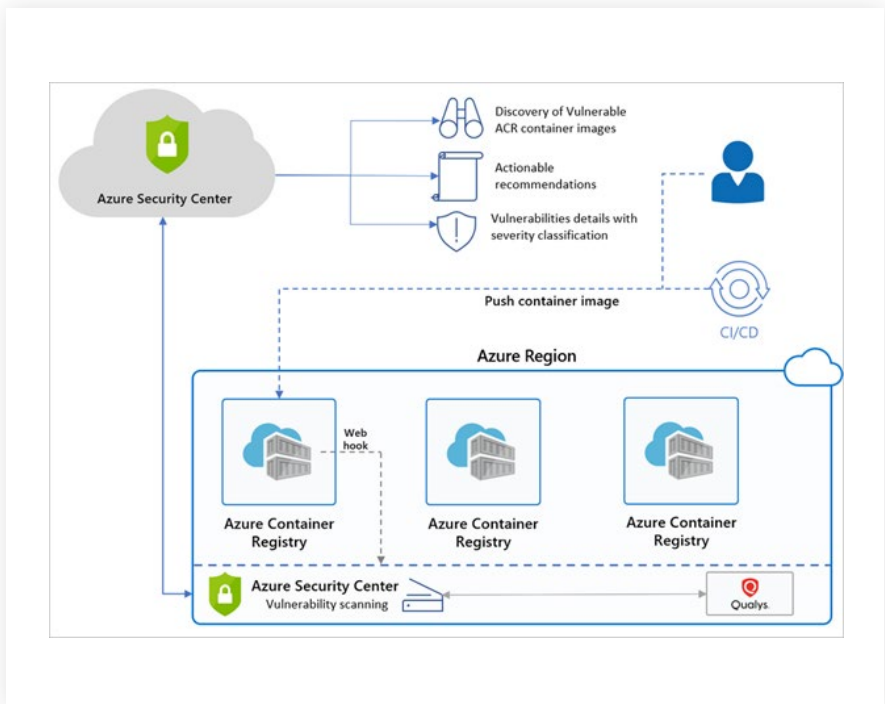 Discovery of Vulnerable
ACR container images
Azure Security Center
Actionable
recommendations
Vulnerabilities details with
severity classification
Push container image
CI/CD
Azure Region
Web
hook
Azure Container
Registry
Azure Container
Registry
Azure Container
Registry
Azure Security Center
Vulnerability scanning
Qualys.